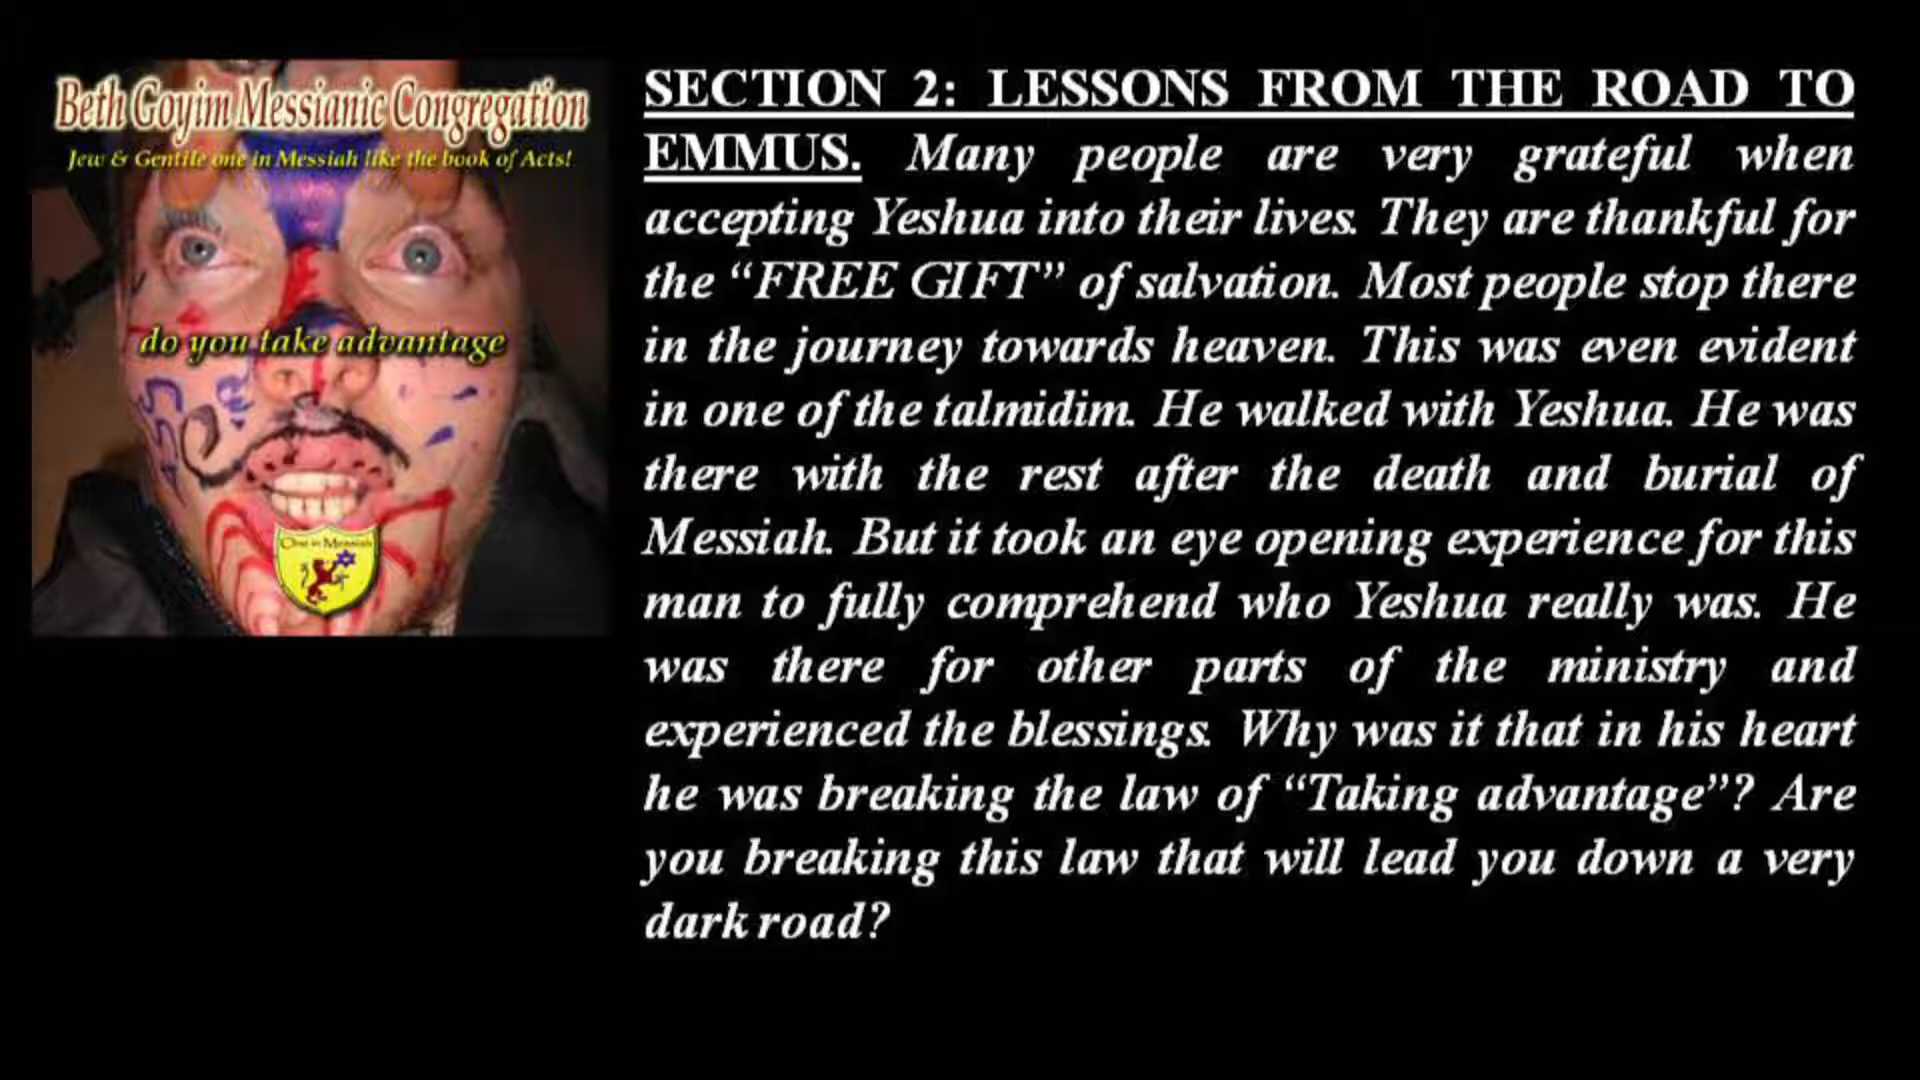 Beth Goyim Messianic Congregation
Jew & Gentile one in Messiah like the book of Acts!
do you take advantage
One in Messiah
SECTION 2: LESSONS FROM THE ROAD TO
EMMUS. Many people are very grateful when
accepting Yeshua into their lives. They are thankful for
the “FREE GIFT” of salvation. Most people stop there
in the journey towards heaven. This was even evident
in one of the talmidim. He walked with Yeshua. He was
there with the rest after the death and burial of
Messiah. But it took an eye opening experience for this
man to fully comprehend who Yeshua really was. He
was there for other parts of the ministry and
experienced the blessings. Why was it that in his heart
he was breaking the law of “Taking advantage”? Are
you breaking this law that will lead you down a very
dark road?